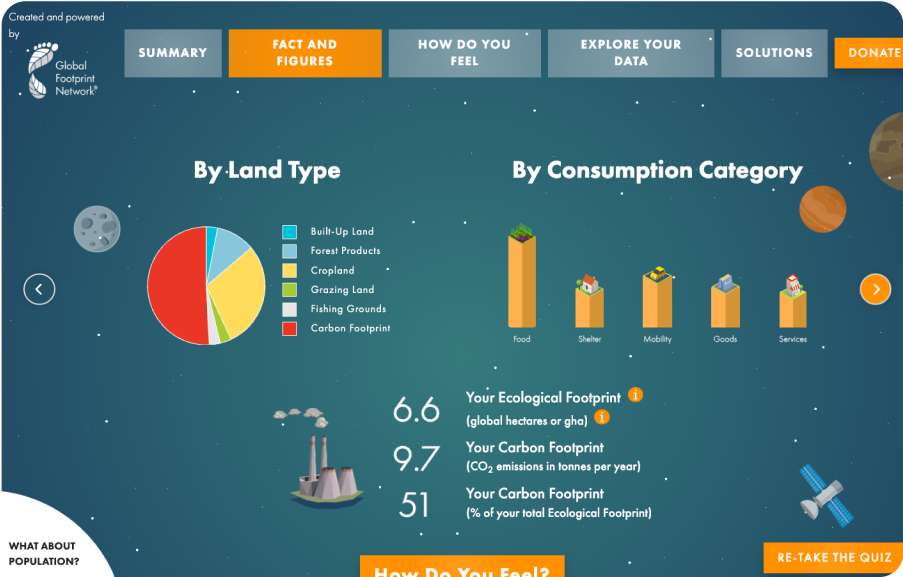 Created and powered
by
Global
Footprint
Network®
SUMMARY
FACT AND
FIGURES
HOW DO YOU
FEEL
EXPLORE YOUR
DATA
SOLUTIONS
DONATE
By Land Type
Built-Up Land
Forest Products
Cropland
Grazing Land
Fishing Grounds
Carbon Footprint
By Consumption Category
Food
Shelter
Mobility
Goods
Services
6.6
Your Ecological Footprint i
(global hectares or gha) i
9.7
Your Carbon Footprint
(CO₂ emissions in tonnes per year)
51
Your Carbon Footprint
(% of your total Ecological Footprint)
WHAT ABOUT
POPULATION?
How Do You Feel?
RE-TAKE THE QUIZ